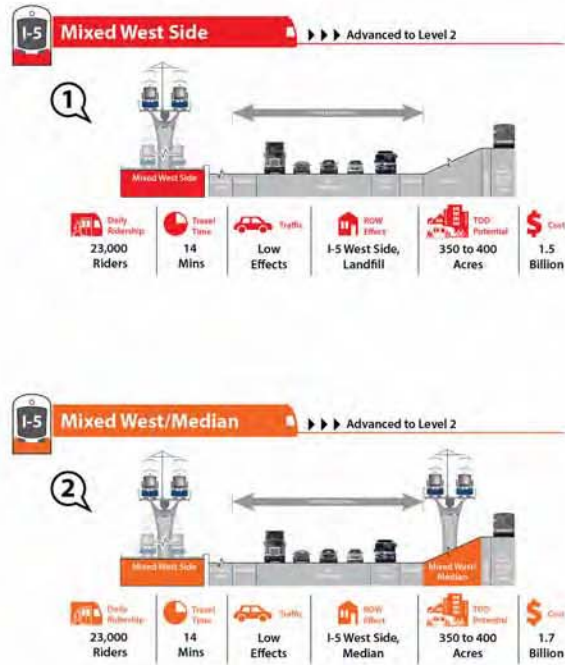 I-5
Mixed West Side
Advanced to Level 2
1
Mixed West Side
Daily Ridership
Travel Time
Traffic
ROW Effect
TOD Potential
Cost
23,000 Riders
14 Mins
Low Effects
I-5 West Side, Landfill
350 to 400 Acres
1.5 Billion
I-5
Mixed West/Median
Advanced to Level 2
2
Mixed West Side
Mixed West/ Median
Daily Ridership
Travel Time
Traffic
ROW Effect
TOD Potential
Cost
23,000 Riders
14 Mins
Low Effects
I-5 West Side, Median
350 to 400 Acres
1.7 Billion